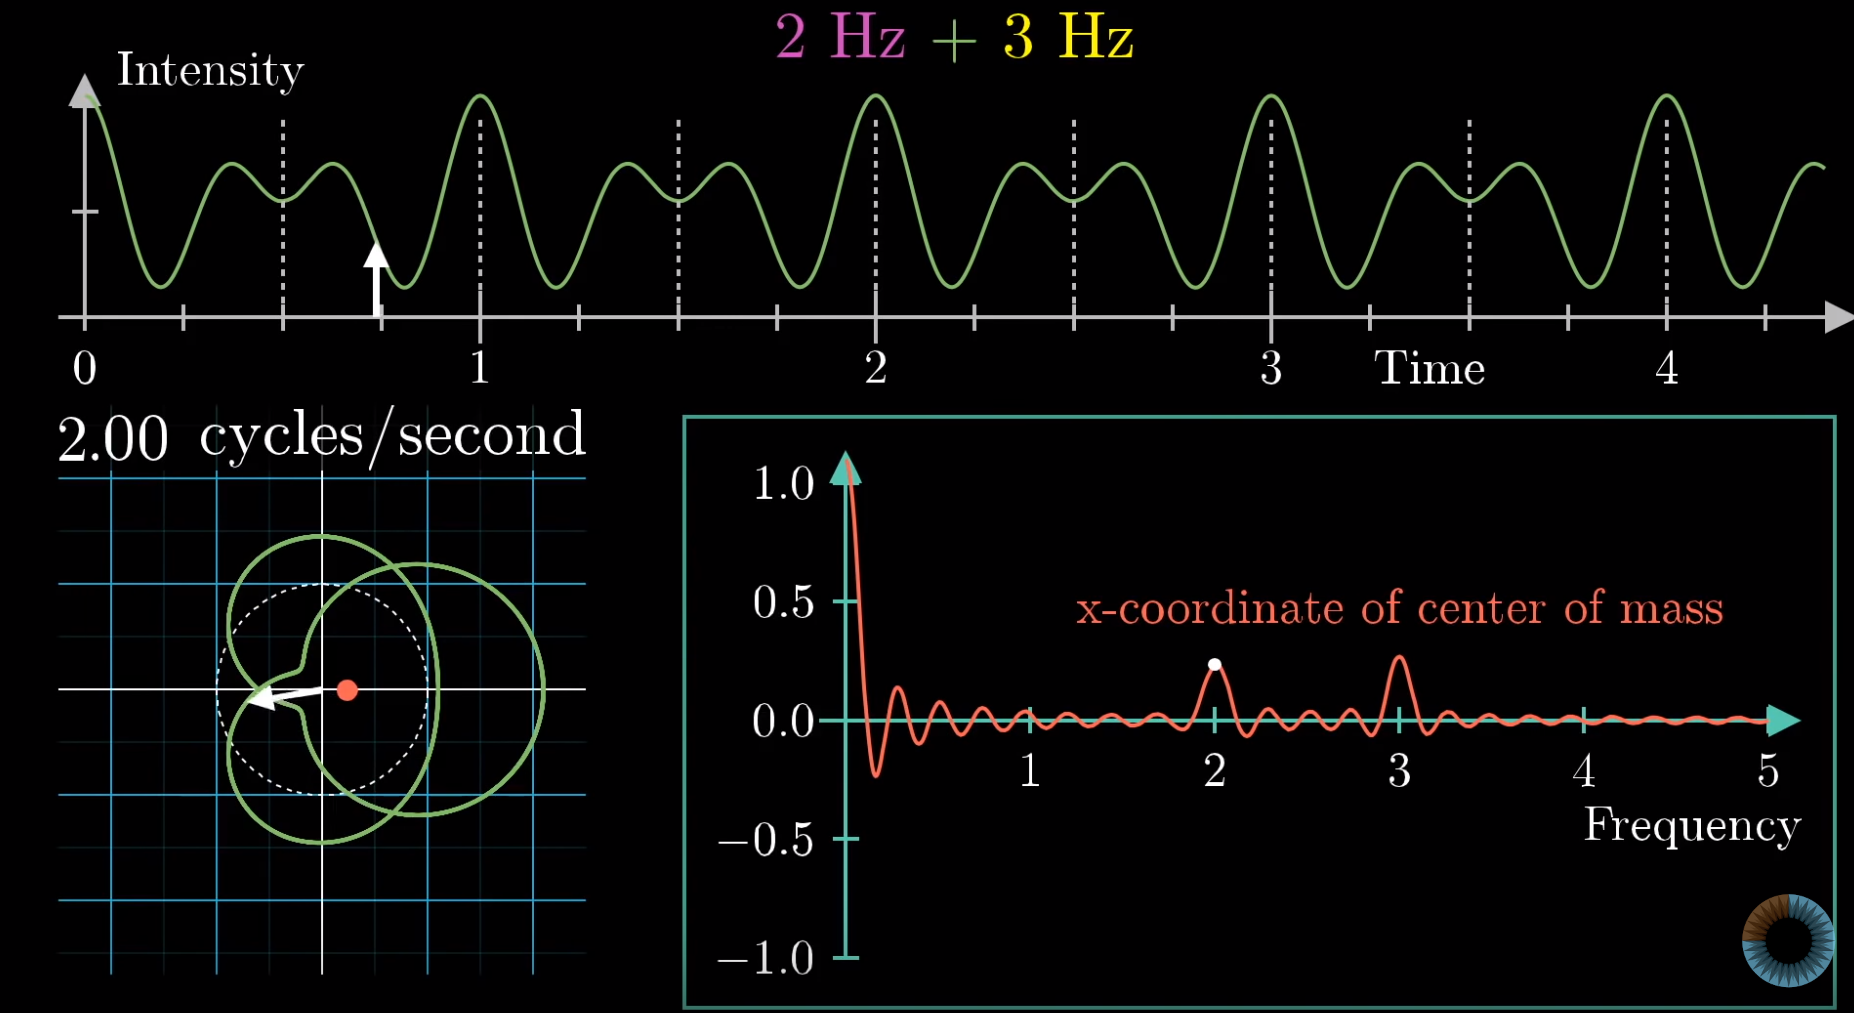 2 Hz + 3 Hz
Intensity
0 1 2 3 Time 4
2.00 cycles/second
1.0
0.5
x-coordinate of center of mass
0.0
1 2 3 4 5
Frequency
−0.5
−1.0